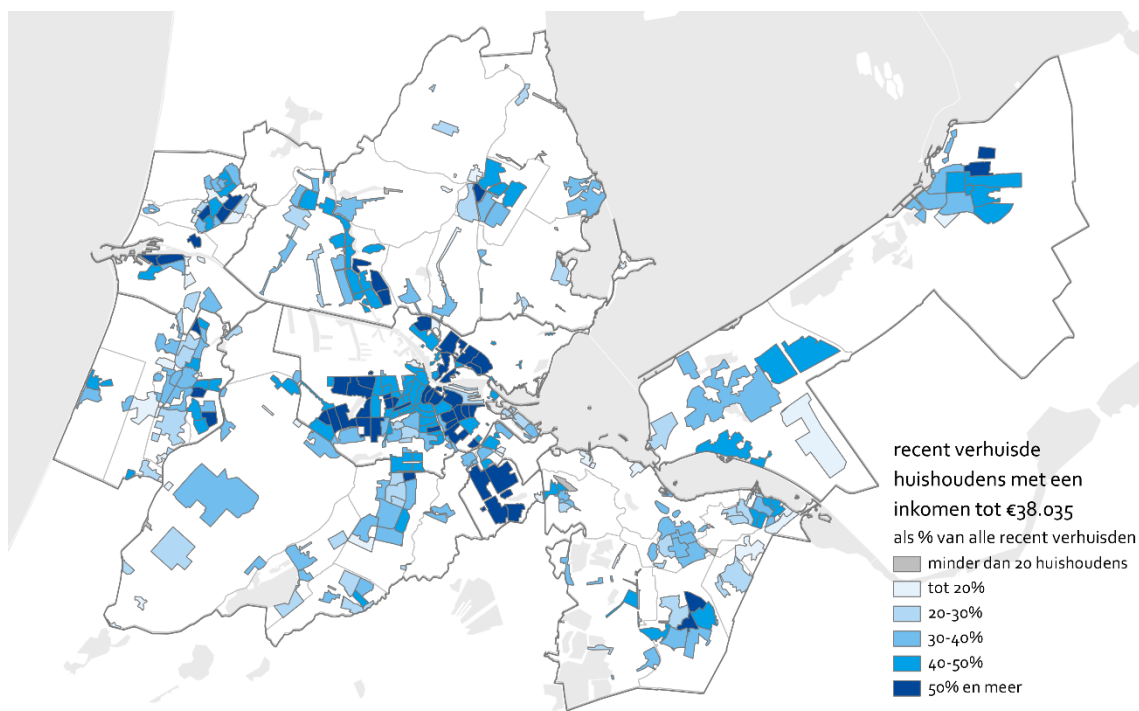 recent verhuisde
huishoudens met een
inkomen tot €38.035
als % van alle recent verhuisden
minder dan 20 huishoudens
tot 20%
20-30%
30-40%
40-50%
50% en meer